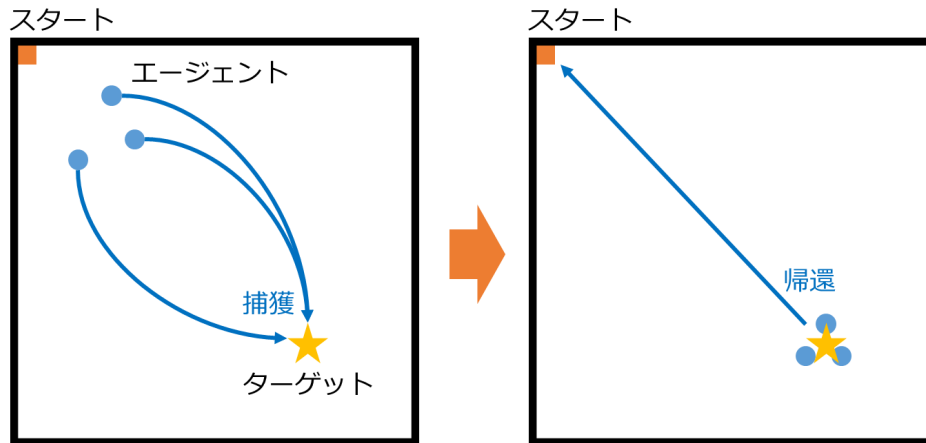 スタート
エージェント
捕獲
ターゲット
スタート
帰還